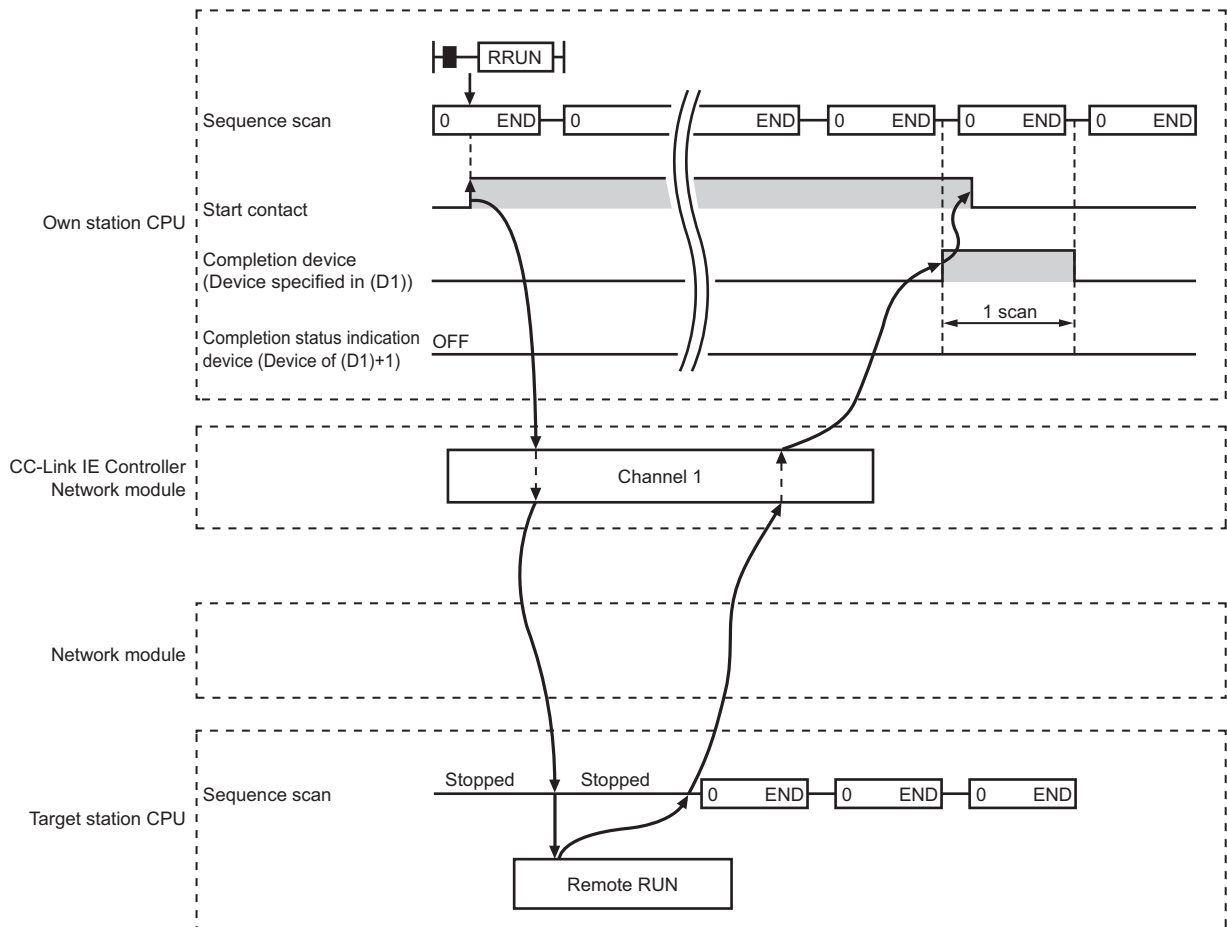 RRUN
Sequence scan
0 END 0 END 0 END 0 END 0 END
Own station CPU
Start contact
Completion device
(Device specified in (D1))
1 scan
Completion status indication
device (Device of (D1)+1)
OFF
CC-Link IE Controller
Network module
Channel 1
Network module
Target station CPU
Sequence scan
Stopped Stopped
0 END 0 END 0 END
Remote RUN